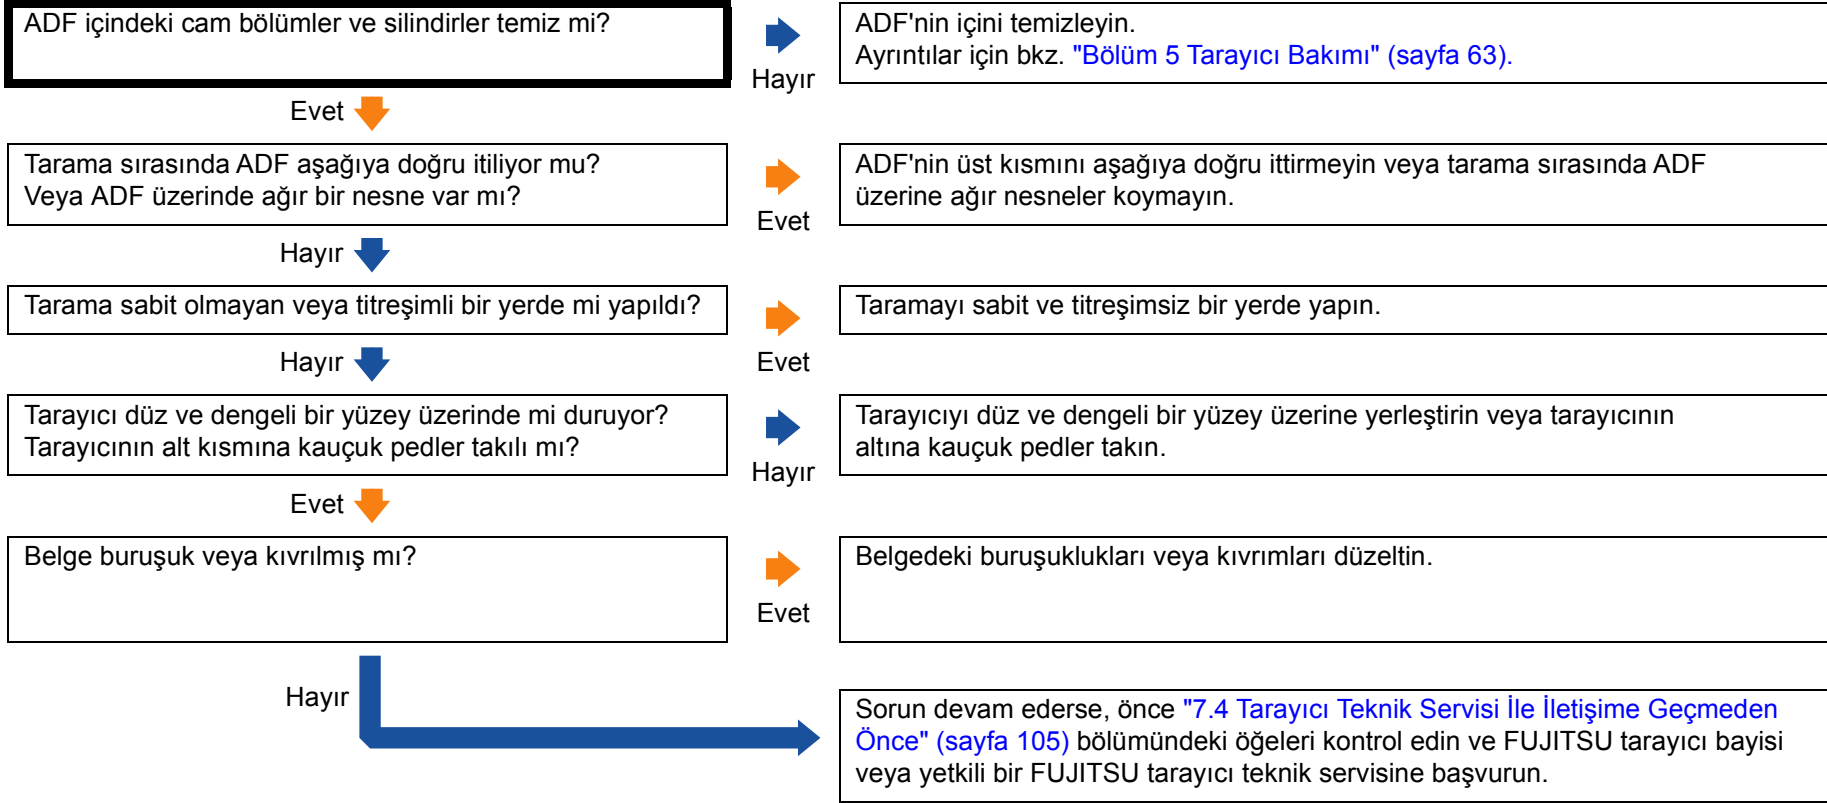 ADF içindeki cam bölümler ve silindirler temiz mi?
Hayır
ADF'nin içini temizleyin.
Ayrıntılar için bkz. "Bölüm 5 Tarayıcı Bakımı" (sayfa 63).
Evet
Tarama sırasında ADF aşağıya doğru itiliyor mu?
Veya ADF üzerinde ağır bir nesne var mı?
Evet
ADF'nin üst kısmını aşağıya doğru ittirmeyin veya tarama sırasında ADF
üzerine ağır nesneler koymayın.
Hayır
Tarama sabit olmayan veya titreşimli bir yerde mi yapıldı?
Evet
Taramayı sabit ve titreşimsiz bir yerde yapın.
Hayır
Tarayıcı düz ve dengeli bir yüzey üzerinde mi duruyor?
Tarayıcının alt kısmına kauçuk pedler takılı mı?
Hayır
Tarayıcıyı düz ve dengeli bir yüzey üzerine yerleştirin veya tarayıcının
altına kauçuk pedler takın.
Evet
Belge buruşuk veya kıvrılmış mı?
Evet
Belgedeki buruşuklukları veya kıvrımları düzeltin.
Hayır
Sorun devam ederse, önce "7.4 Tarayıcı Teknik Servisi İle İletişime Geçmeden
Önce" (sayfa 105) bölümündeki öğeleri kontrol edin ve FUJITSU tarayıcı bayisi
veya yetkili bir FUJITSU tarayıcı teknik servisine başvurun.